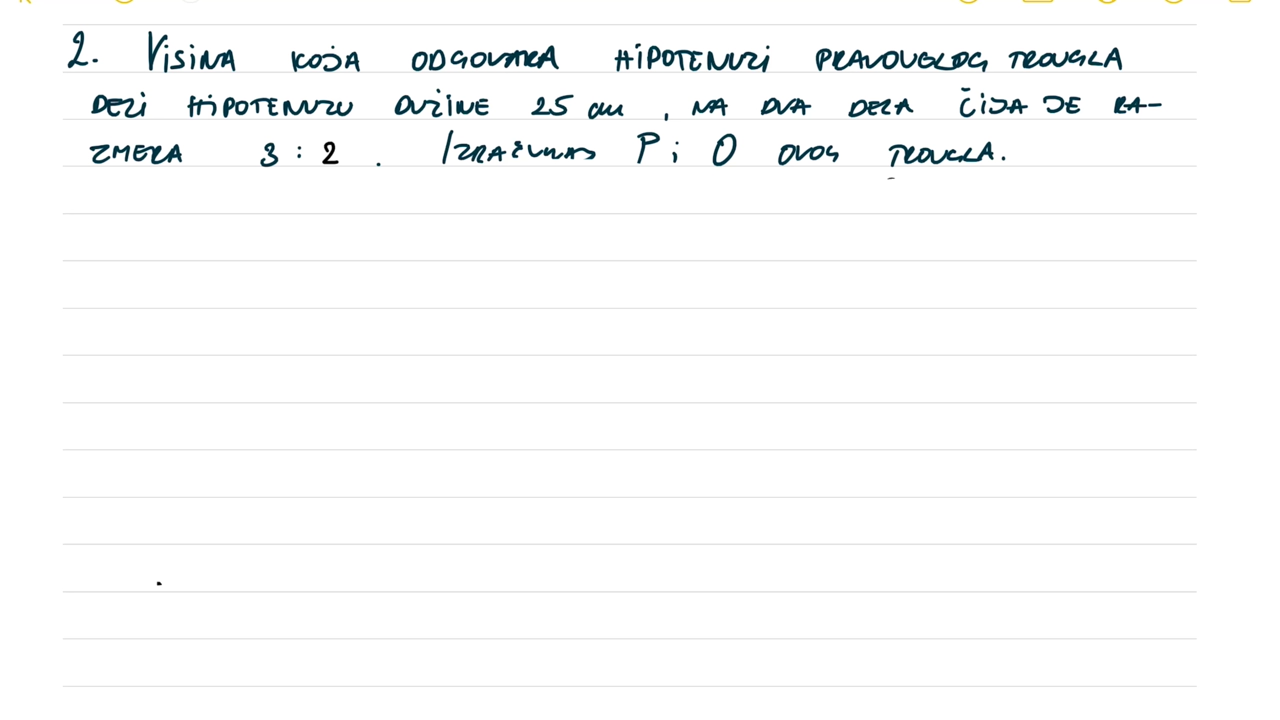 2. VISINA KOJA ODGOVARA HIPOTENUZI PRAVOUGLOG TROUGLA
DELI HIPOTENUZU DUŽINE 25 cm, NA DVA DELA ČIJA JE RA-
ZMERA 3 : 2. IZRAČUNAJ P i O OVOG TROUGLA.